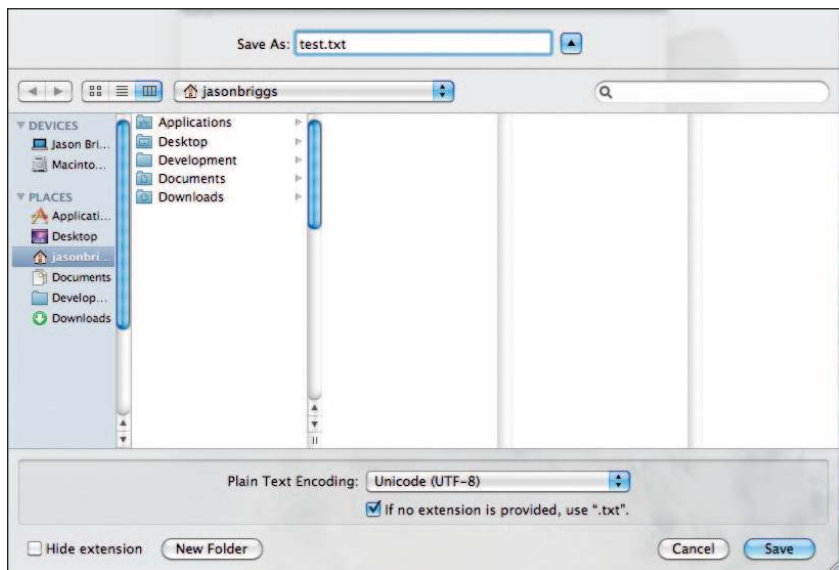 Save As: test.txt
jasonbriggs
DEVICES
Jason Bri...
Macinto...
PLACES
Applicati...
Desktop
jasonbri...
Documents
Develop...
Downloads
Applications
Desktop
Development
Documents
Downloads
Plain Text Encoding: Unicode (UTF-8)
If no extension is provided, use ".txt".
Hide extension
New Folder
Cancel
Save